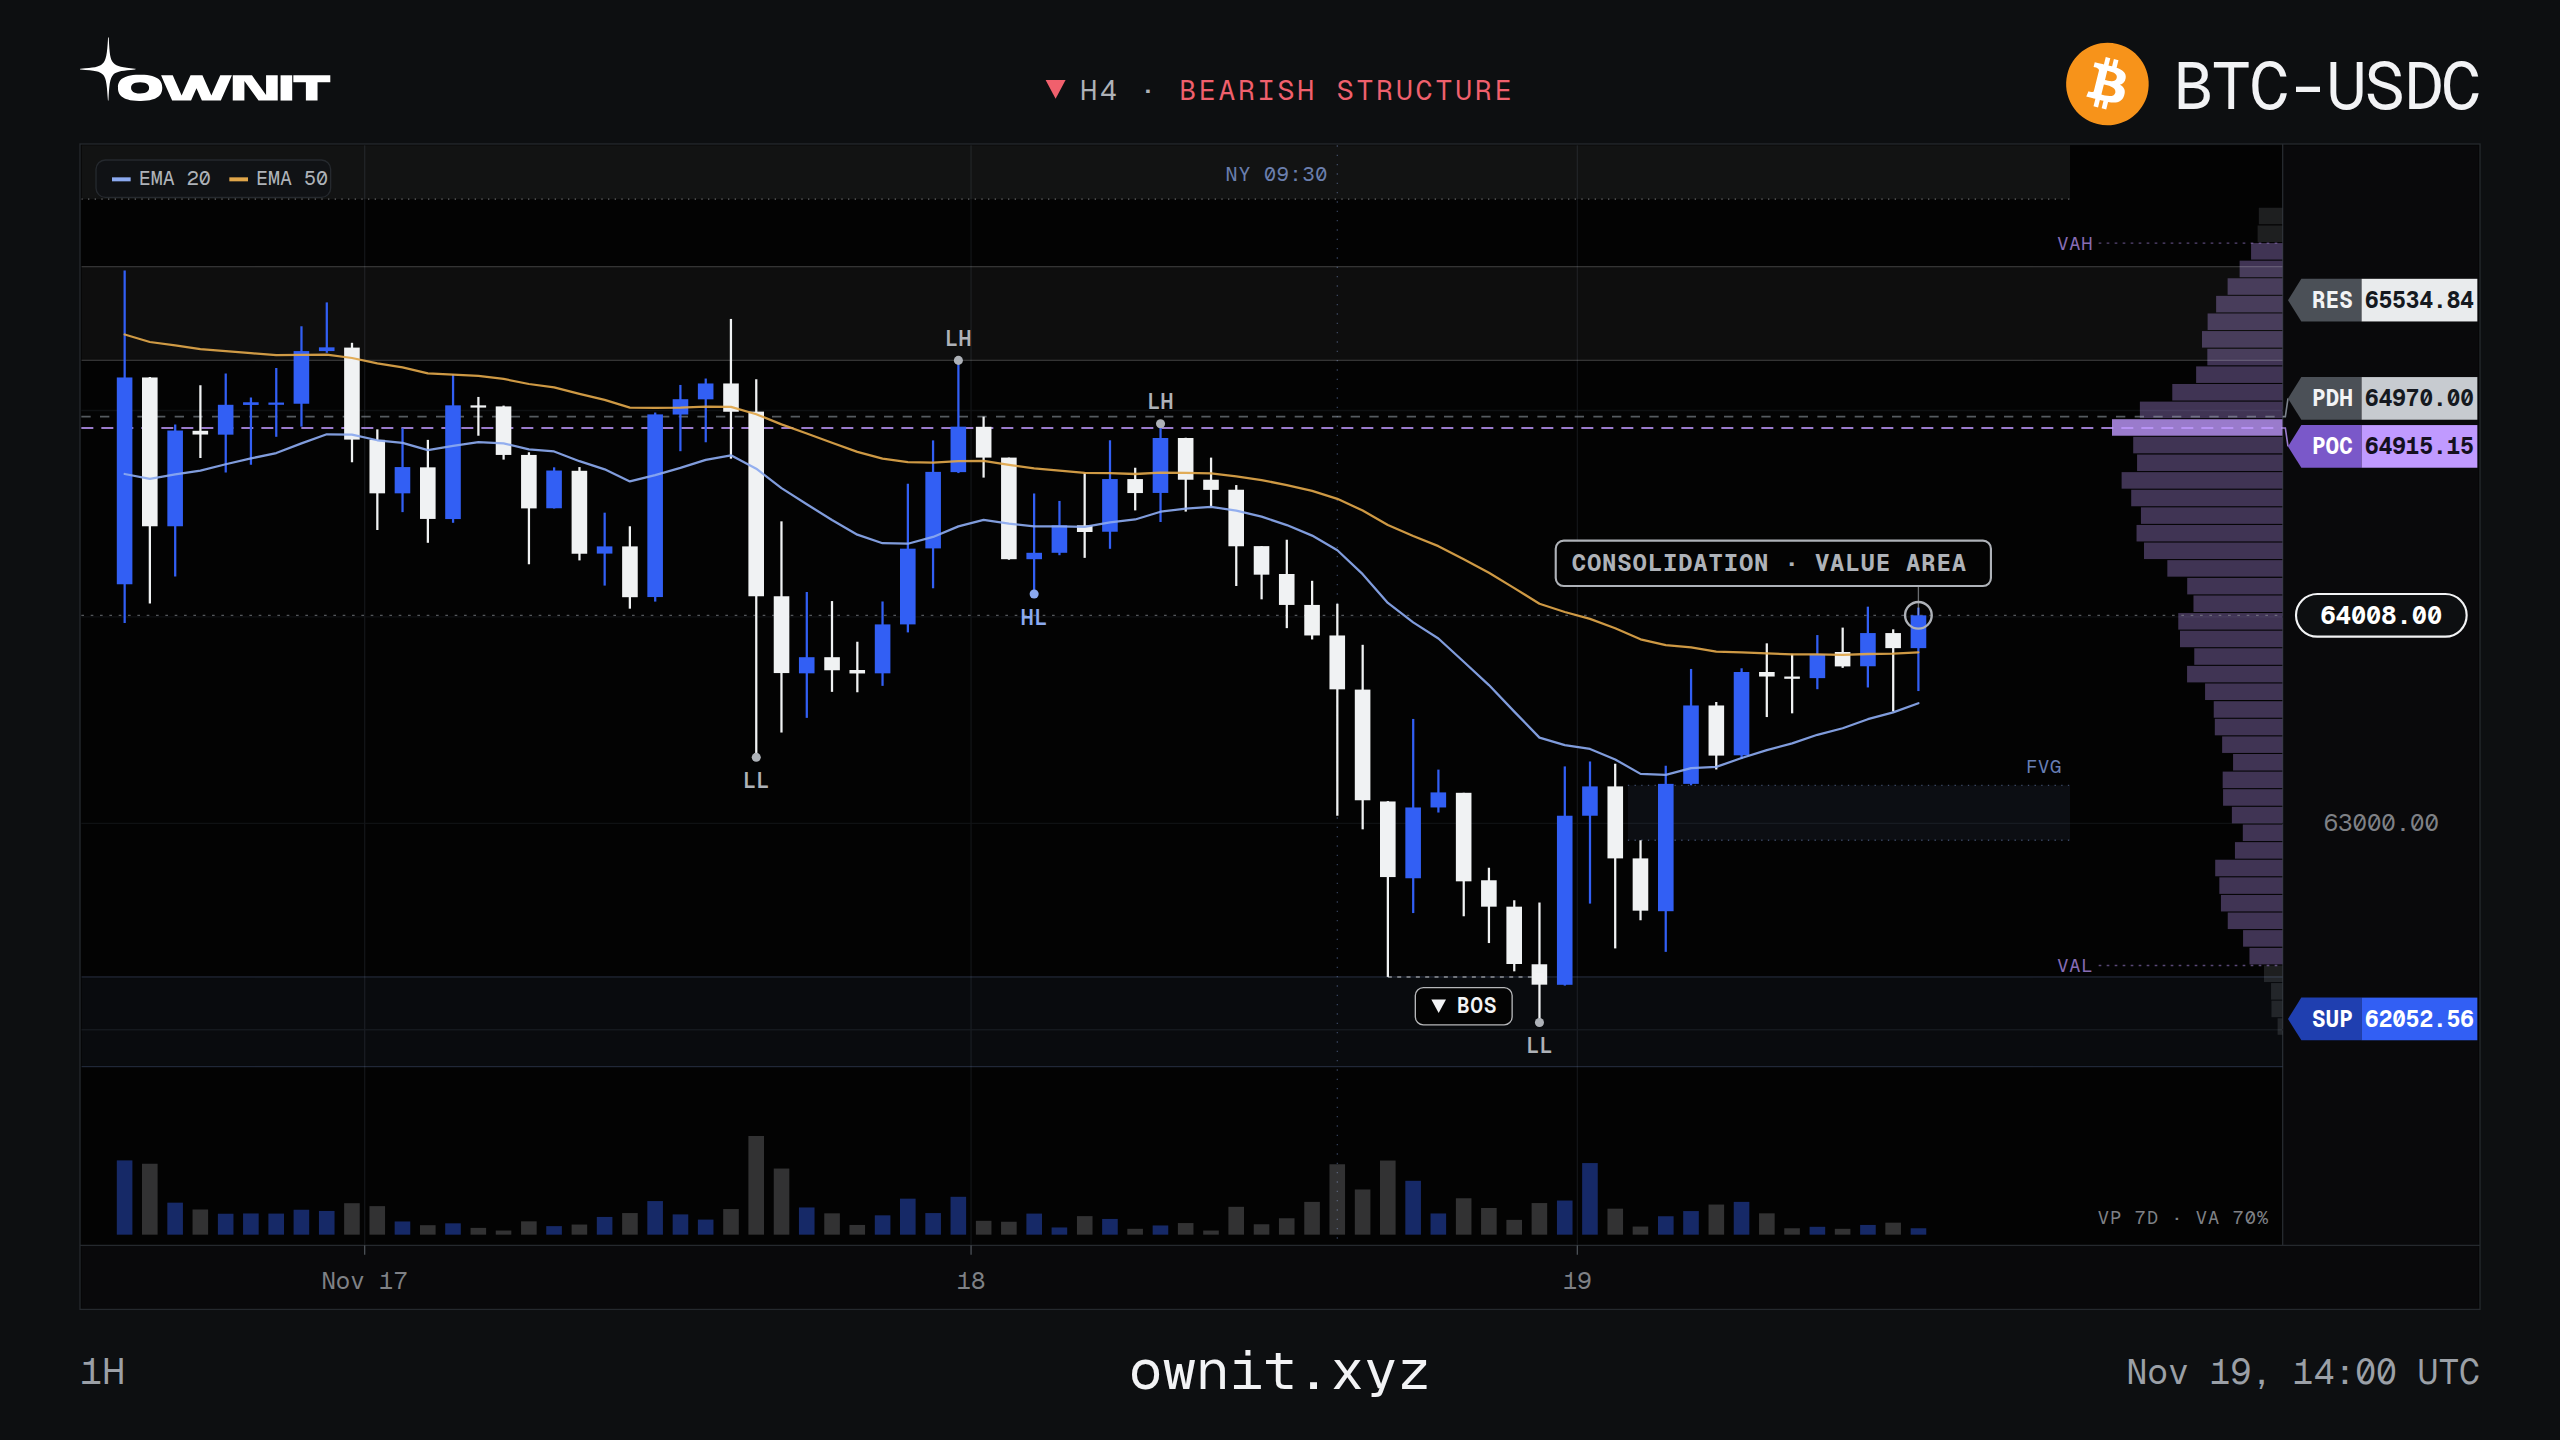 OWNIT
▼ H4 · BEARISH STRUCTURE
BTC-USDC
EMA 20 EMA 50
NY 09:30
VAH
RES 65534.84
LH
PDH 64970.00
LH
POC 64915.15
CONSOLIDATION · VALUE AREA
HL
64008.00
LL
FVG
63000.00
VAL
▼ BOS
SUP 62052.56
LL
VP 7D · VA 70%
Nov 17
18
19
1H
ownit.xyz
Nov 19, 14:00 UTC